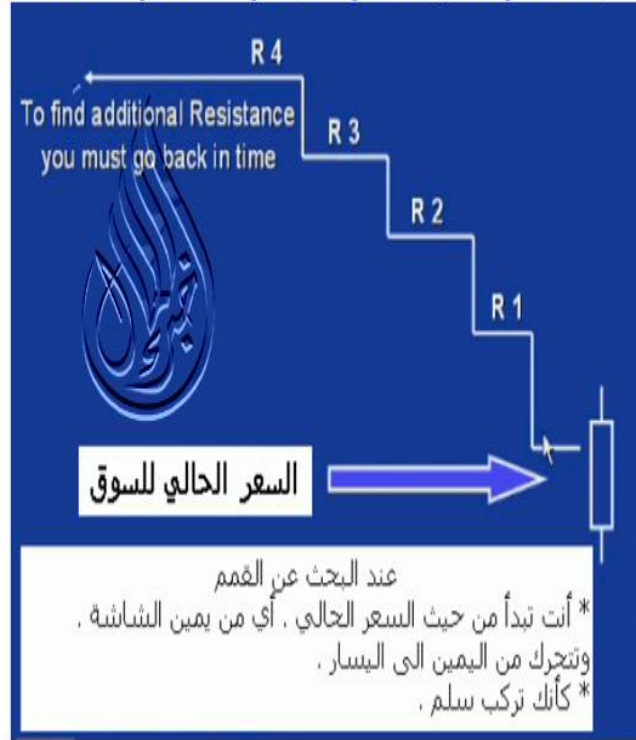 R 4
To find additional Resistance
you must go back in time
R 3
R 2
R 1
السعر الحالي للسوق
عند البحث عن القمم
* أنت تبدأ من حيث السعر الحالي . أي من يمين الشاشة .
وتتحرك من اليمين الى اليسار .
* كأنك تركب سلم .